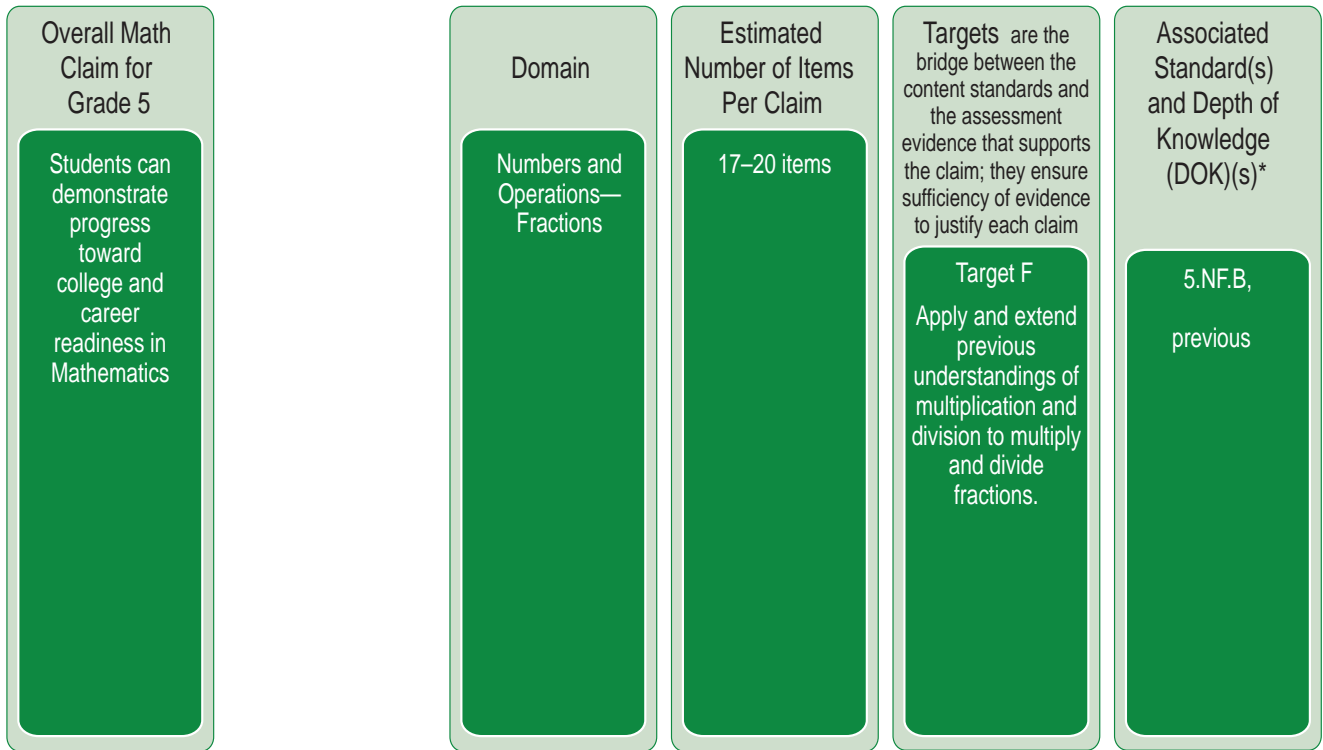 Overall Math
Claim for
Grade 5
Students can
demonstrate
progress
toward
college and
career
readiness in
Mathematics
Domain
Numbers and
Operations—
Fractions
Estimated
Number of Items
Per Claim
17–20 items
Targets are the
bridge between the
content standards and
the assessment
evidence that supports
the claim; they ensure
sufficiency of evidence
to justify each claim
Target F
Apply and extend
previous
understandings of
multiplication and
division to multiply
and divide
fractions.
Associated
Standard(s)
and Depth of
Knowledge
(DOK)(s)*
5.NF.B,
previous